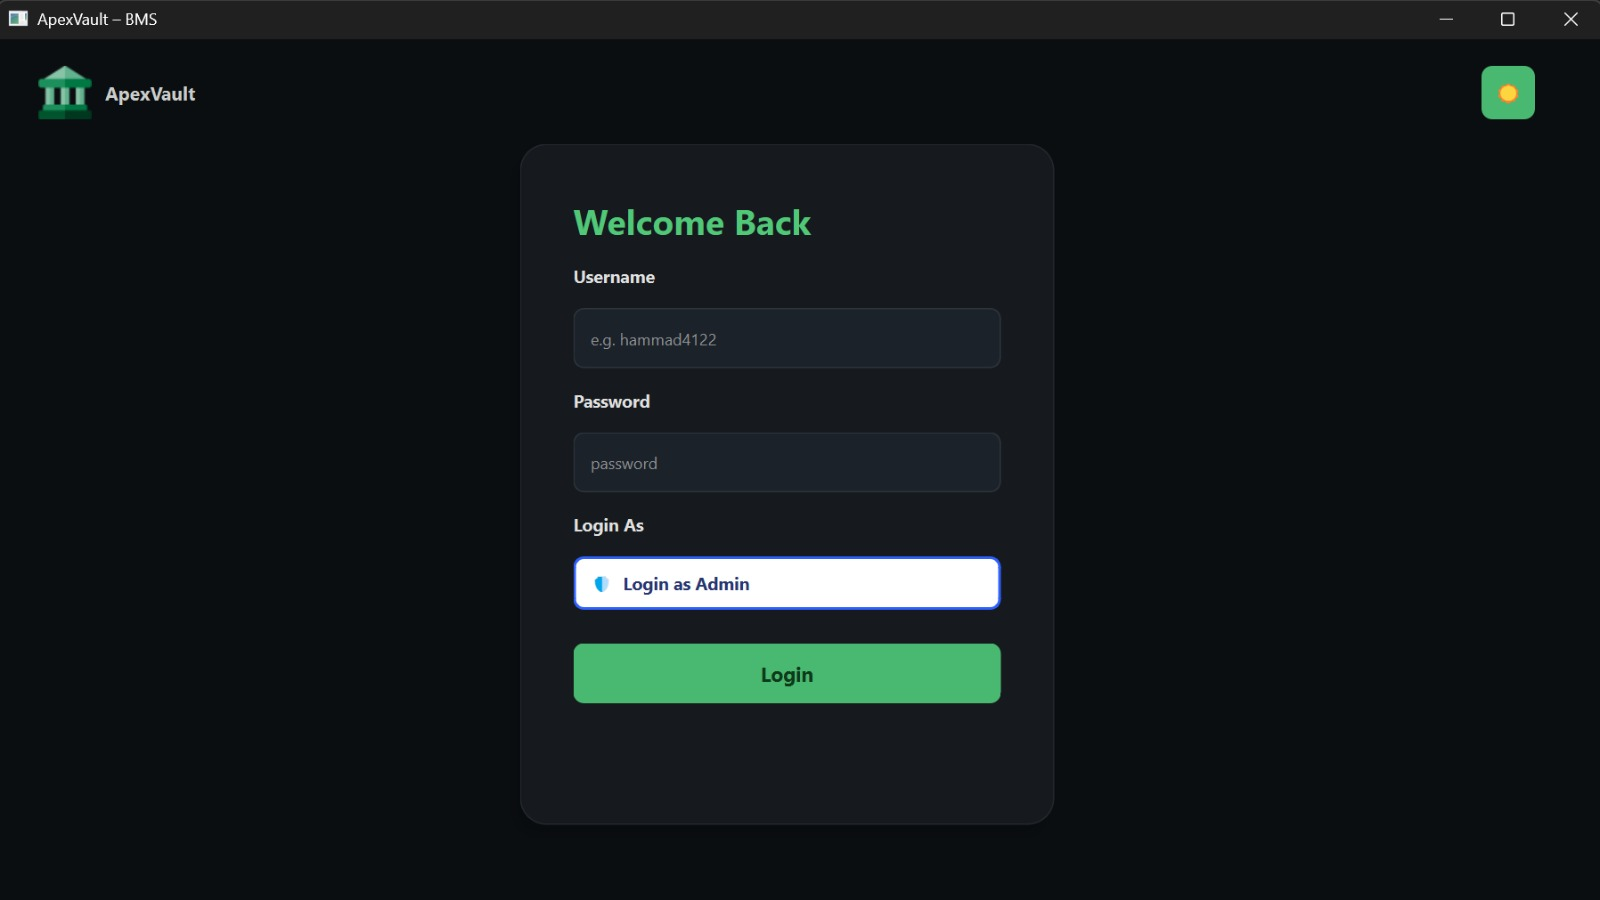 ApexVault – BMS
ApexVault
Welcome Back
Username
e.g. hammad4122
Password
password
Login As
Login as Admin
Login